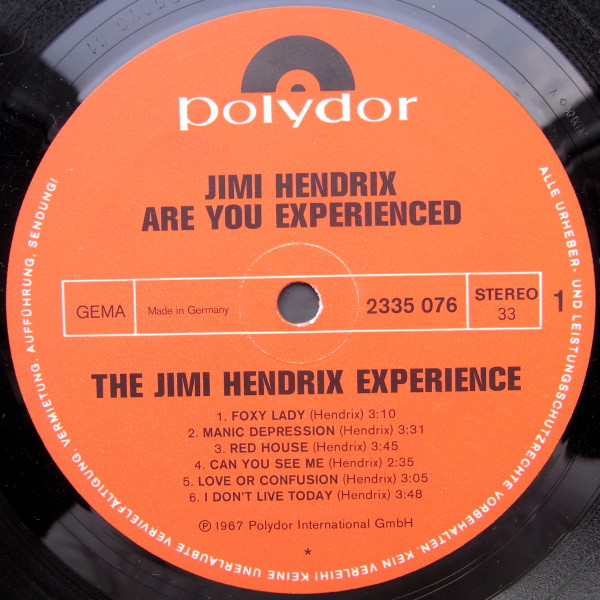 polydor
JIMI HENDRIX
ARE YOU EXPERIENCED
GEMA
Made in Germany
2335 076
STEREO
33
1
THE JIMI HENDRIX EXPERIENCE
1. FOXY LADY (Hendrix) 3:10
2. MANIC DEPRESSION (Hendrix) 3:31
3. RED HOUSE (Hendrix) 3:45
4. CAN YOU SEE ME (Hendrix) 2:35
5. LOVE OR CONFUSION (Hendrix) 3:05
6. I DON'T LIVE TODAY (Hendrix) 3:48
℗ 1967 Polydor International GmbH
*
ALLE URHEBER- UND LEISTUNGSSCHUTZRECHTE VORBEHALTEN. KEIN VERLEIH! KEINE UNERLAUBTE VERVIELFÄLTIGUNG, VERMIETUNG, AUFFÜHRUNG, SENDUNG!